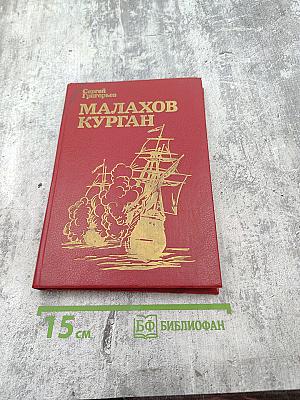 Сергей
Григорьев
МАЛАХОВ
КУРГАН
15 см
БФ БИБЛИОФАН